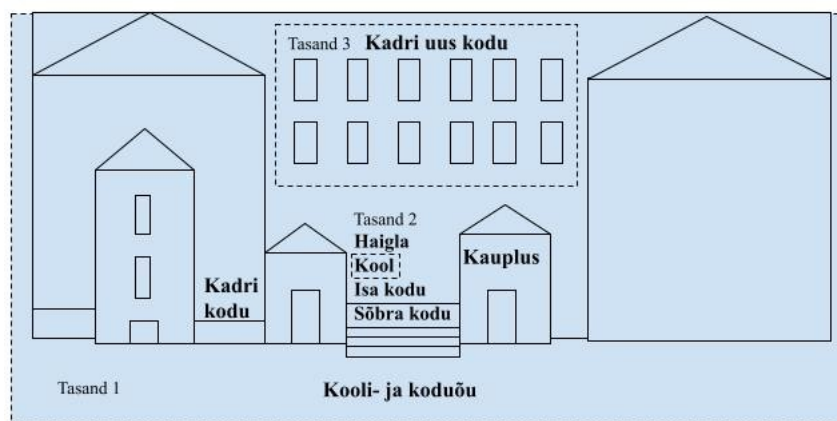 Tasand 3 Kadri uus kodu
Tasand 2
Haigla
Kool
Isa kodu
Sõbra kodu
Kadri
kodu
Kauplus
Tasand 1
Kooli- ja koduõu